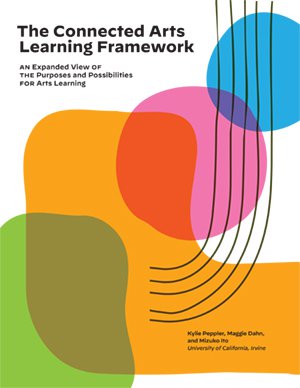 The Connected Arts
Learning Framework
AN Expanded View OF
THE Purposes and Possibilities
FOR Arts Learning
Kylie Peppler, Maggie Dahn,
and Mizuko Ito
University of California, Irvine